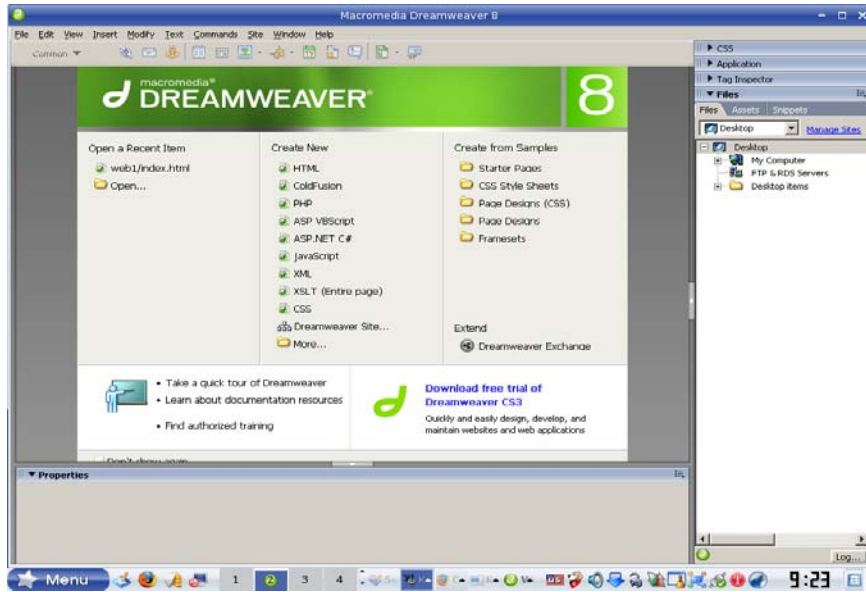 Macromedia Dreamweaver 8
File Edit View Insert Modify Text Commands Site Window Help
Common
macromedia®
DREAMWEAVER®
8
Open a Recent Item
web1/index.html
Open...
Create New
HTML
ColdFusion
PHP
ASP VBScript
ASP.NET C#
JavaScript
XML
XSLT (Entire page)
CSS
Dreamweaver Site...
More...
Create from Samples
Starter Pages
CSS Style Sheets
Page Designs (CSS)
Page Designs
Framesets
Extend
Dreamweaver Exchange
• Take a quick tour of Dreamweaver
• Learn about documentation resources
• Find authorized training
Download free trial of
Dreamweaver CS3
Quickly and easily design, develop, and
maintain websites and web applications
Don't show again
Properties
CSS
Application
Tag Inspector
Files
Files Assets Snippets
Desktop Manage Sites
Desktop
My Computer
FTP & RDS Servers
Desktop items
Log...
Menu 1 2 3 4 US 9:23